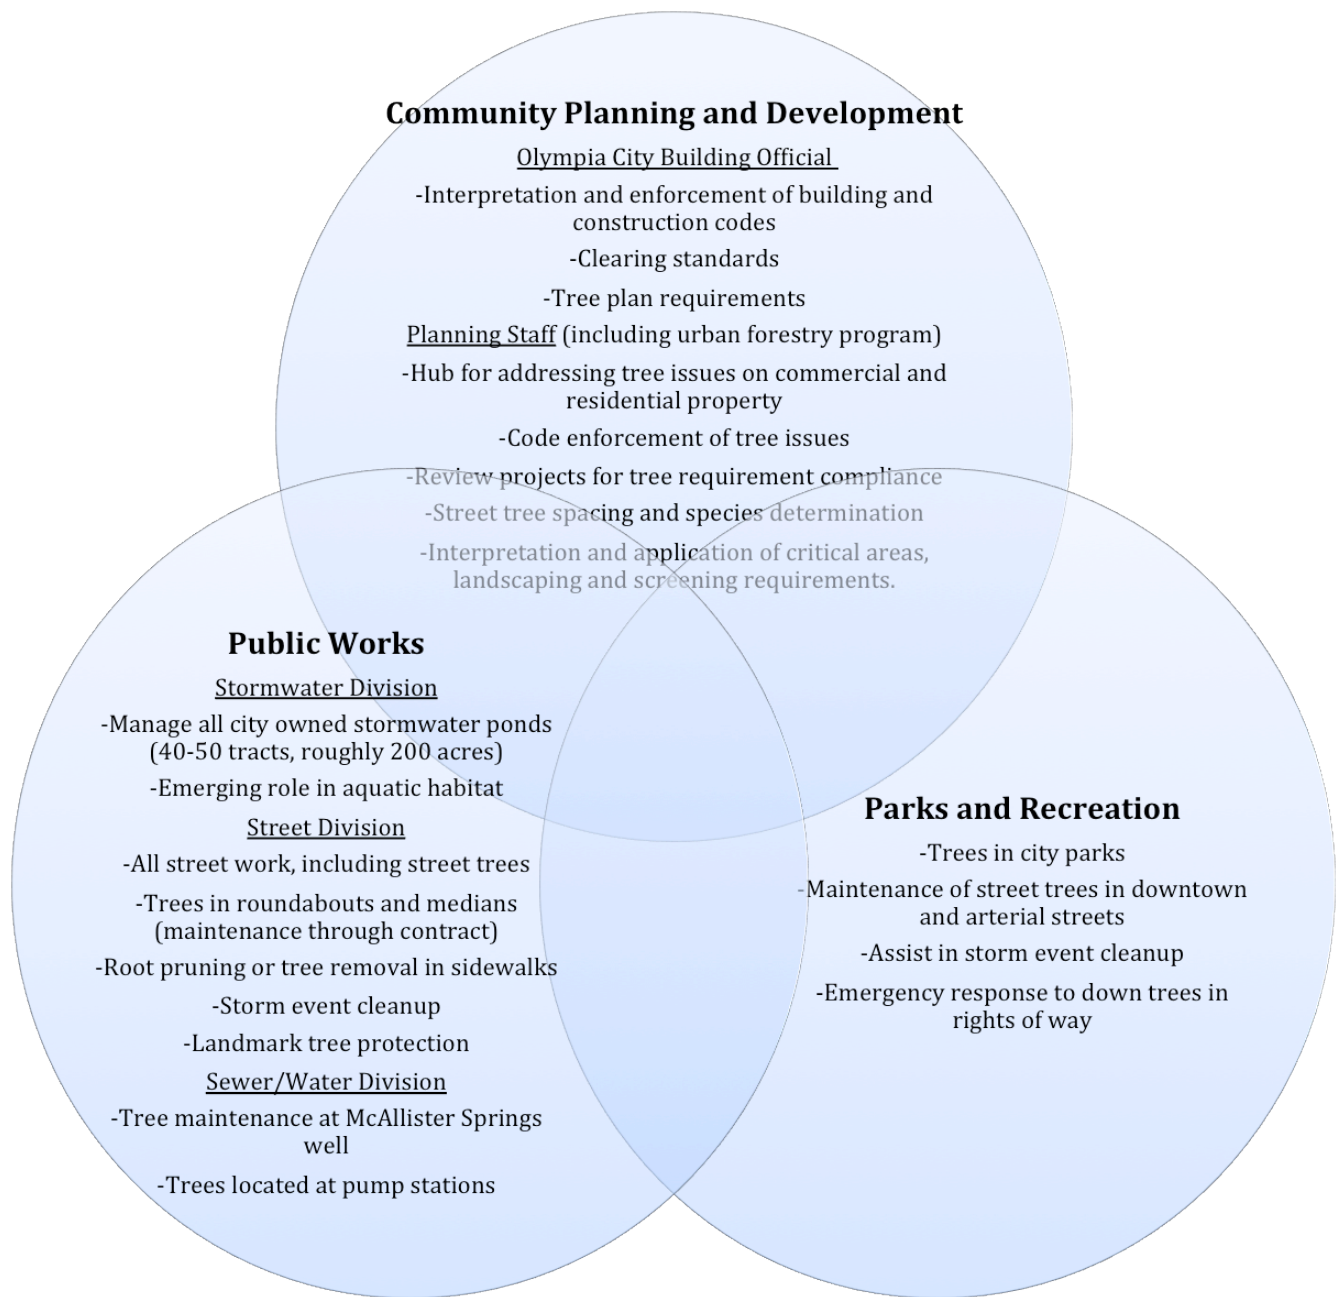 Community Planning and Development
Olympia City Building Official
-Interpretation and enforcement of building and
construction codes
-Clearing standards
-Tree plan requirements
Planning Staff (including urban forestry program)
-Hub for addressing tree issues on commercial and
residential property
-Code enforcement of tree issues
-Review projects for tree requirement compliance
-Street tree spacing and species determination
-Interpretation and application of critical areas,
landscaping and screening requirements.
Public Works
Stormwater Division
-Manage all city owned stormwater ponds
(40-50 tracts, roughly 200 acres)
-Emerging role in aquatic habitat
Street Division
-All street work, including street trees
-Trees in roundabouts and medians
(maintenance through contract)
-Root pruning or tree removal in sidewalks
-Storm event cleanup
-Landmark tree protection
Sewer/Water Division
-Tree maintenance at McAllister Springs
well
-Trees located at pump stations
Parks and Recreation
-Trees in city parks
-Maintenance of street trees in downtown
and arterial streets
-Assist in storm event cleanup
-Emergency response to down trees in
rights of way